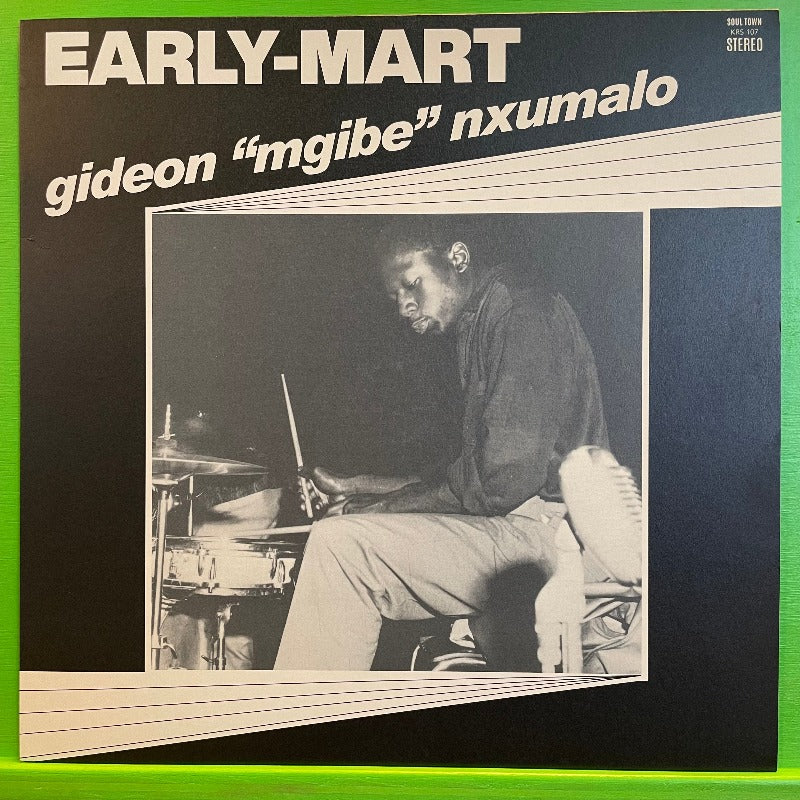 EARLY-MART
SOUL TOWN
KRS 107
STEREO
gideon “mgibe” nxumalo